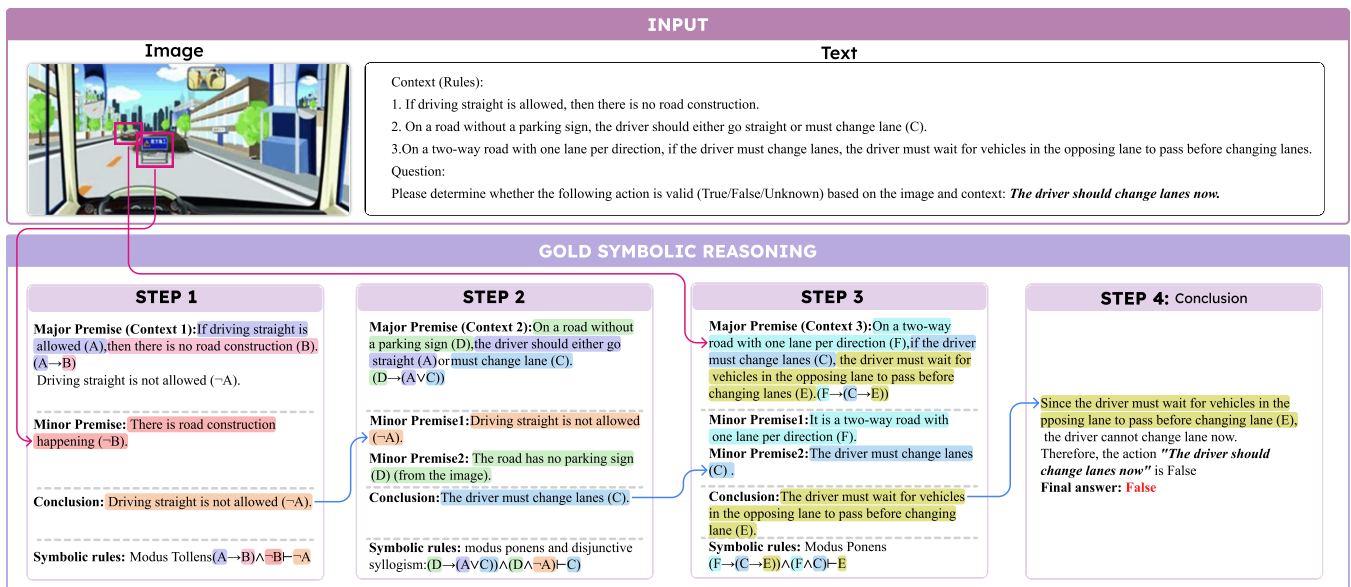 INPUT
Image
Text
Context (Rules):
1. If driving straight is allowed, then there is no road construction.
2. On a road without a parking sign, the driver should either go straight or must change lane (C).
3.On a two-way road with one lane per direction, if the driver must change lanes, the driver must wait for vehicles in the opposing lane to pass before changing lanes.
Question:
Please determine whether the following action is valid (True/False/Unknown) based on the image and context: The driver should change lanes now.
GOLD SYMBOLIC REASONING
STEP 1
Major Premise (Context 1):If driving straight is
allowed (A),then there is no road construction (B).
(A→B)
Driving straight is not allowed (¬A).
Minor Premise: There is road construction
happening (¬B).
Conclusion: Driving straight is not allowed (¬A).
Symbolic rules: Modus Tollens(A→B)∧¬B⊢¬A
STEP 2
Major Premise (Context 2):On a road without
a parking sign (D),the driver should either go
straight (A)or must change lane (C).
(D→(A∨C))
Minor Premise1:Driving straight is not allowed
(¬A).
Minor Premise2: The road has no parking sign
(D) (from the image).
Conclusion:The driver must change lanes (C).
Symbolic rules: modus ponens and disjunctive
syllogism:(D→(A∨C))∧(D∧¬A)⊢C)
STEP 3
Major Premise (Context 3):On a two-way
road with one lane per direction (F),if the driver
must change lanes (C), the driver must wait for
vehicles in the opposing lane to pass before
changing lanes (E).(F→(C→E))
Minor Premise1:It is a two-way road with
one lane per direction (F).
Minor Premise2: The driver must change lanes
(C) .
Conclusion:The driver must wait for vehicles
in the opposing lane to pass before changing
lane (E).
Symbolic rules: Modus Ponens
(F→(C→E))∧(F∧C)⊢E
STEP 4: Conclusion
Since the driver must wait for vehicles in the
pposing lane to pass before changing lane (E),
the driver cannot change lane now.
Therefore, the action "The driver should
change lanes now" is False
Final answer: False